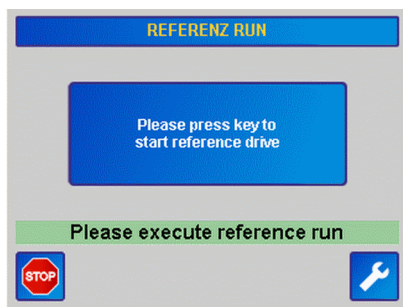 REFERENZ RUN
Please press key to
start reference drive
Please execute reference run
STOP